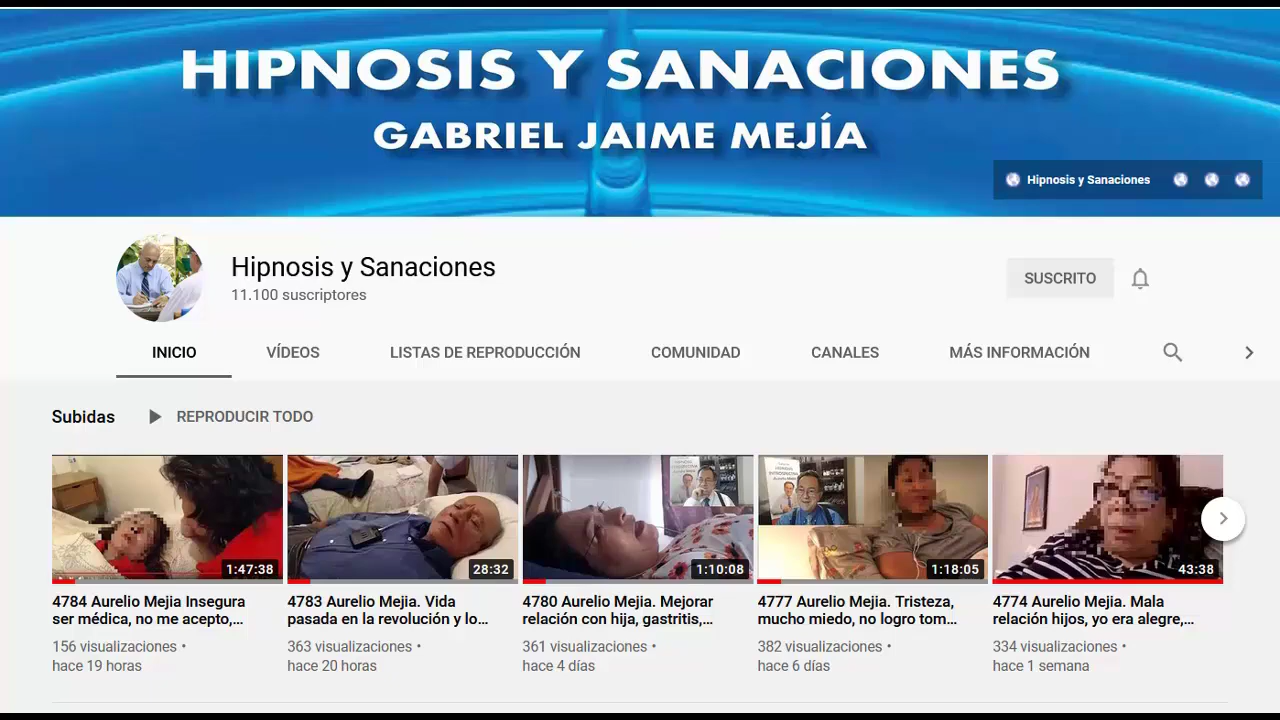 HIPNOSIS Y SANACIONES
GABRIEL JAIME MEJÍA
Hipnosis y Sanaciones
Hipnosis y Sanaciones
11.100 suscriptores
SUSCRITO
INICIO VÍDEOS LISTAS DE REPRODUCCIÓN COMUNIDAD CANALES MÁS INFORMACIÓN
Subidas REPRODUCIR TODO
1:47:38
28:32
1:10:08
1:18:05
43:38
4784 Aurelio Mejia Insegura
ser médica, no me acepto,...
156 visualizaciones •
hace 19 horas
4783 Aurelio Mejia. Vida
pasada en la revolución y lo...
363 visualizaciones •
hace 20 horas
4780 Aurelio Mejia. Mejorar
relación con hija, gastritis,...
361 visualizaciones •
hace 4 días
4777 Aurelio Mejia. Tristeza,
mucho miedo, no logro tom...
382 visualizaciones •
hace 6 días
4774 Aurelio Mejia. Mala
relación hijos, yo era alegre,...
334 visualizaciones •
hace 1 semana